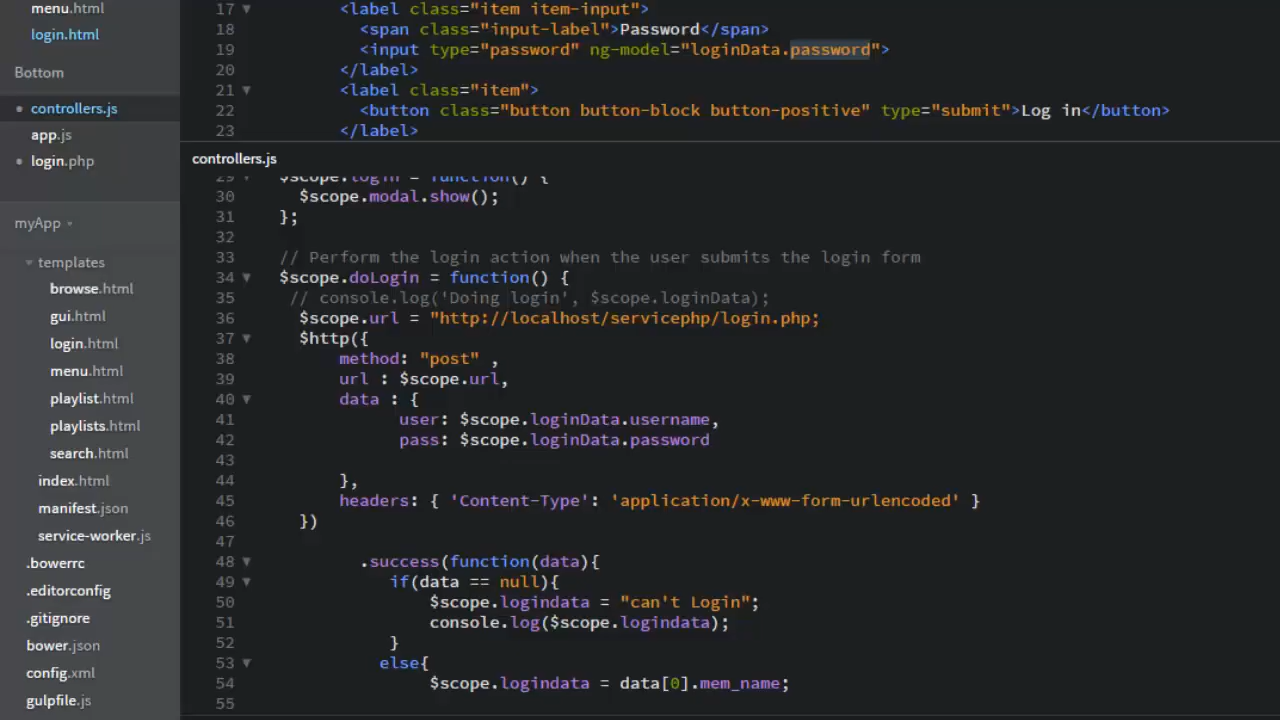 menu.html
login.html
Bottom
controllers.js
app.js
login.php
myApp
templates
browse.html
gui.html
login.html
menu.html
playlist.html
playlists.html
search.html
index.html
manifest.json
service-worker.js
.bowerrc
.editorconfig
.gitignore
bower.json
config.xml
gulpfile.js
17 <label class="item item-input">
18 <span class="input-label">Password</span>
19 <input type="password" ng-model="loginData.password">
20 </label>
21 <label class="item">
22 <button class="button button-block button-positive" type="submit">Log in</button>
23 </label>
controllers.js
29 $scope.login = function() {
30 $scope.modal.show();
31 };
32
33 // Perform the login action when the user submits the login form
34 $scope.doLogin = function() {
35 // console.log('Doing login', $scope.loginData);
36 $scope.url = "http://localhost/servicephp/login.php;
37 $http({
38 method: "post" ,
39 url : $scope.url,
40 data : {
41 user: $scope.loginData.username,
42 pass: $scope.loginData.password
43
44 },
45 headers: { 'Content-Type': 'application/x-www-form-urlencoded' }
46 })
47
48 .success(function(data){
49 if(data == null){
50 $scope.logindata = "can't Login";
51 console.log($scope.logindata);
52 }
53 else{
54 $scope.logindata = data[0].mem_name;
55